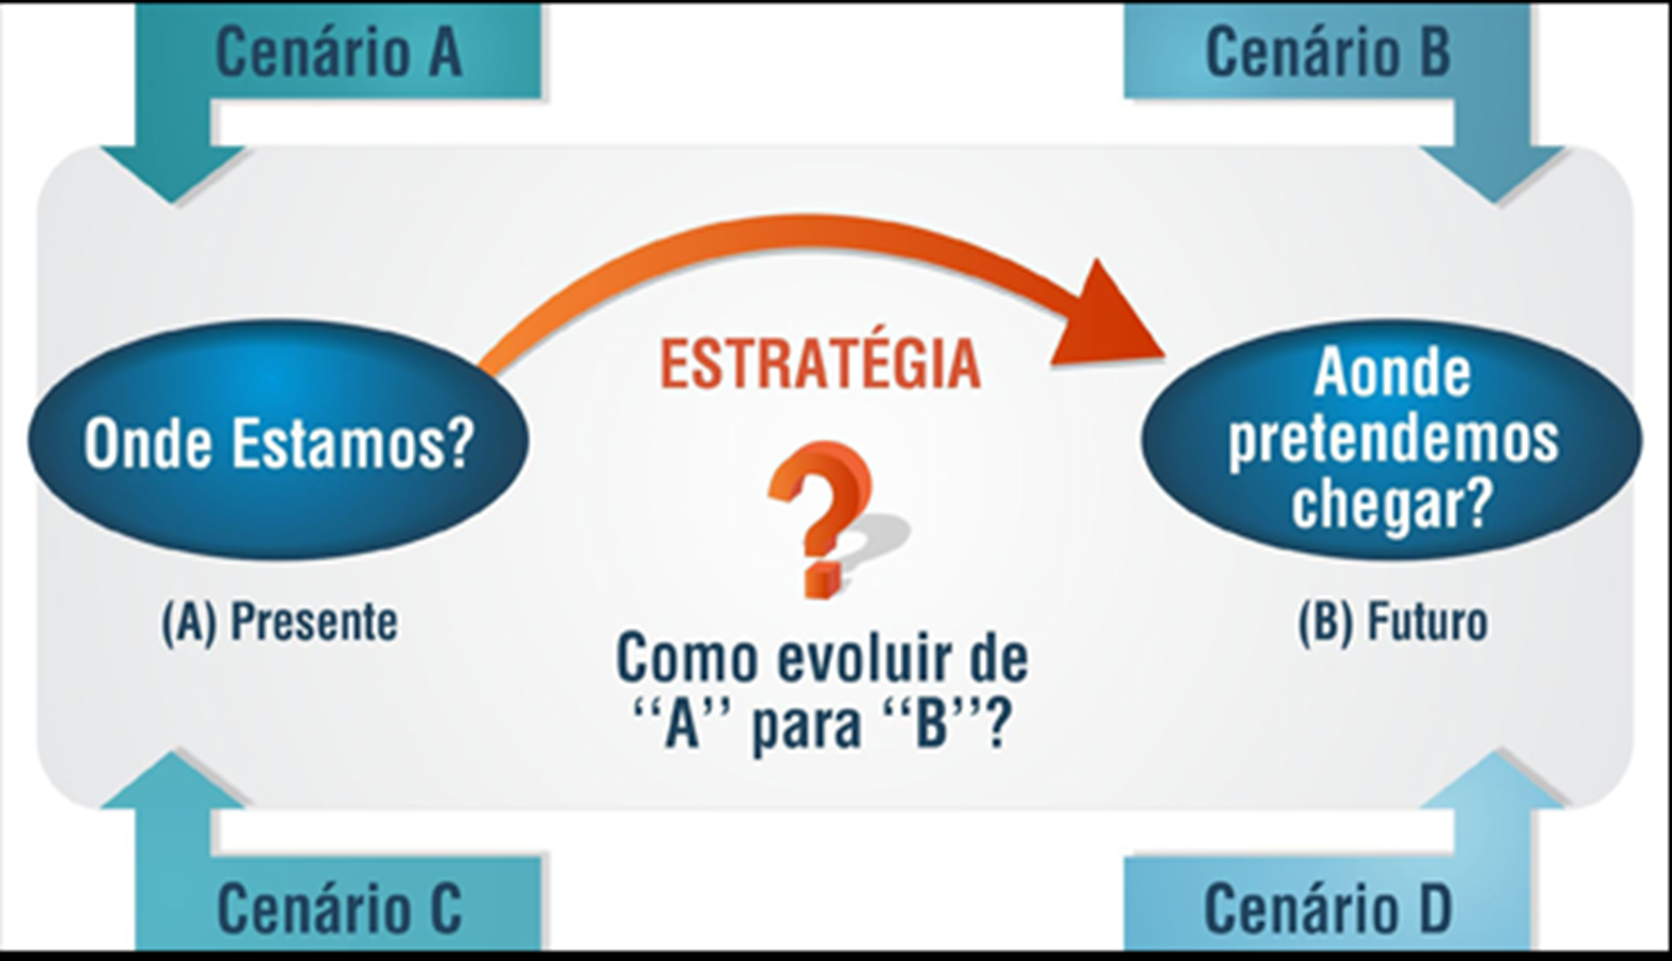 Cenário A
Cenário B
ESTRATÉGIA
Onde Estamos?
Aonde
pretendemos
chegar?
(A) Presente
(B) Futuro
Como evoluir de
‘‘A’’ para ‘‘B’’?
Cenário C
Cenário D